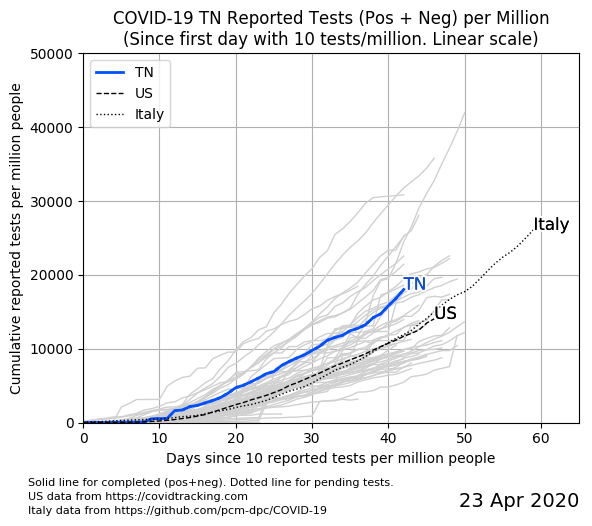 COVID-19 TN Reported Tests (Pos + Neg) per Million
(Since first day with 10 tests/million. Linear scale)
Cumulative reported tests per million people
50000
40000
30000
20000
10000
0
TN
US
Italy
Italy
TN
US
0 10 20 30 40 50 60
Days since 10 reported tests per million people
Solid line for completed (pos+neg). Dotted line for pending tests.
US data from https://covidtracking.com
Italy data from https://github.com/pcm-dpc/COVID-19
23 Apr 2020